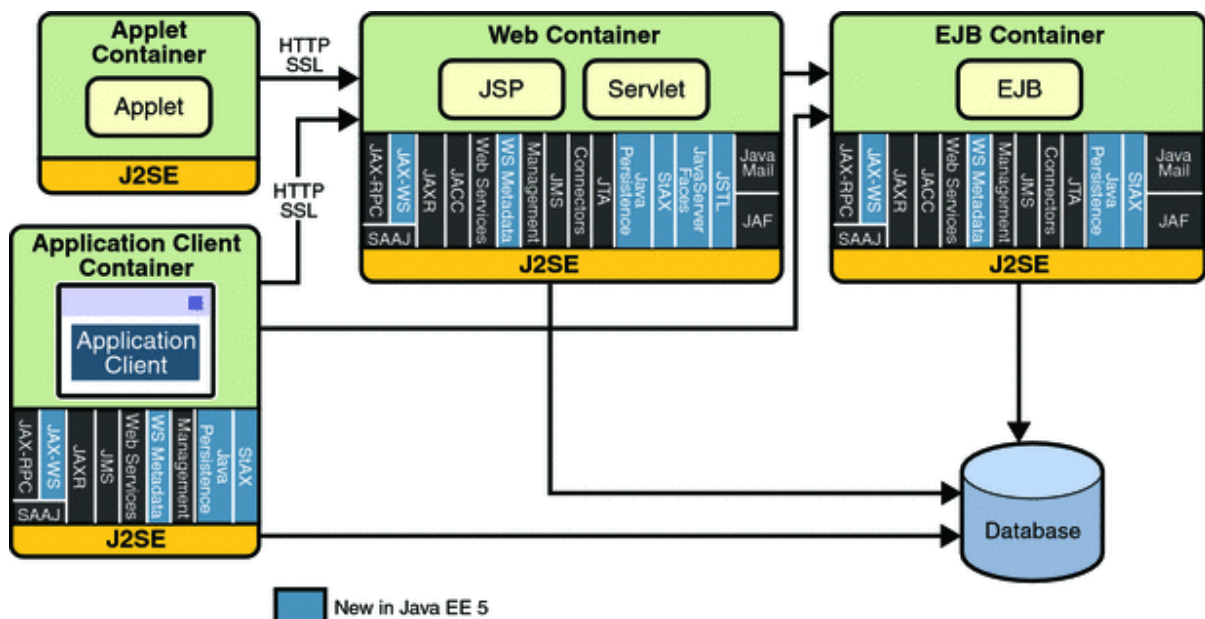 Applet
Container
Applet
J2SE
HTTP
SSL
HTTP
SSL
Web Container
JSP
Servlet
JAX-RPC
JAX-WS
SAAJ
JAXR
JACC
Web Services
WS Metadata
Management
JMS
Connectors
JTA
Java
Persistence
StAX
JavaServer
Faces
JSTL
Java
Mail
JAF
J2SE
EJB Container
EJB
JAX-RPC
JAX-WS
SAAJ
JAXR
JACC
Web Services
WS Metadata
Management
JMS
Connectors
JTA
Java
Persistence
StAX
Java
Mail
JAF
J2SE
Application Client
Container
Application
Client
JAX-RPC
JAX-WS
SAAJ
JAXR
JMS
Web Services
WS Metadata
Management
Java
Persistence
StAX
J2SE
Database
New in Java EE 5